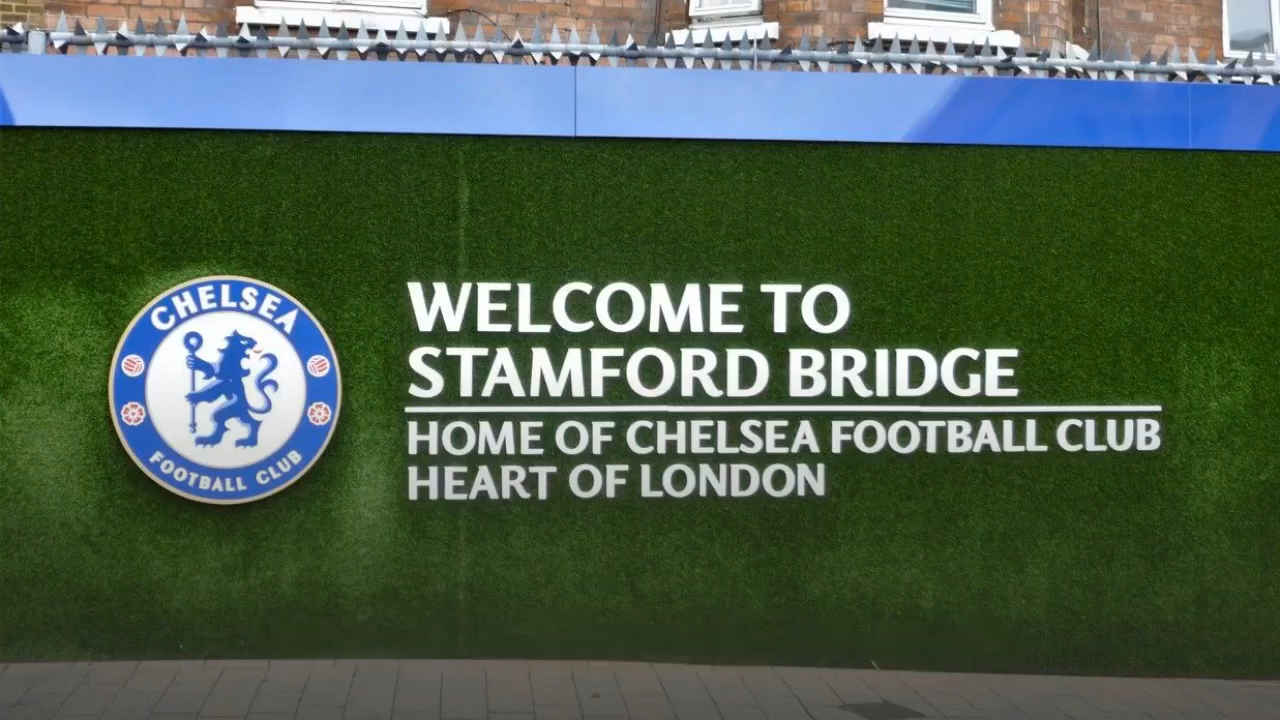 CHELSEA
FOOTBALL CLUB
WELCOME TO
STAMFORD BRIDGE
HOME OF CHELSEA FOOTBALL CLUB
HEART OF LONDON